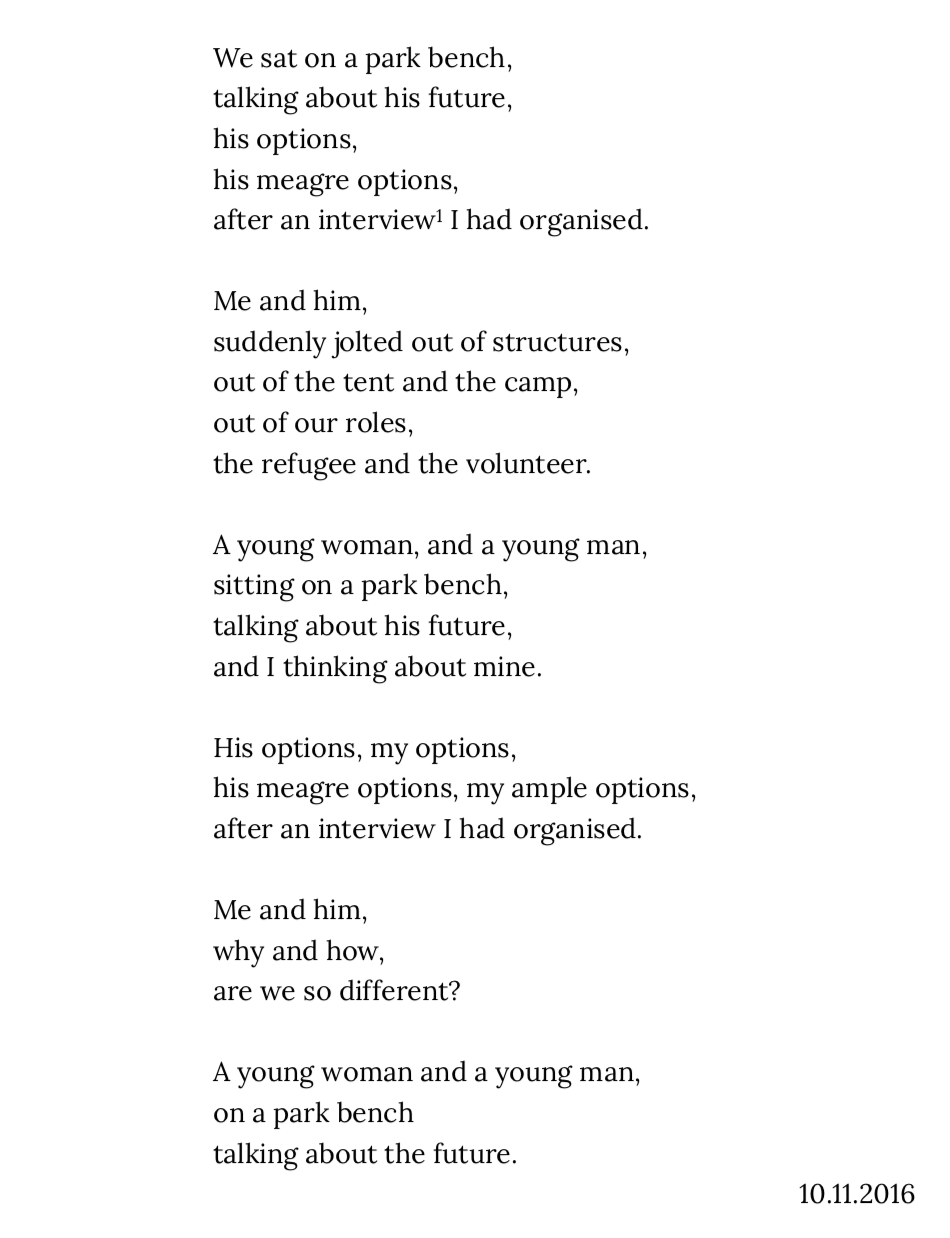 We sat on a park bench,
talking about his future,
his options,
his meagre options,
after an interview¹ I had organised.
Me and him,
suddenly jolted out of structures,
out of the tent and the camp,
out of our roles,
the refugee and the volunteer.
A young woman, and a young man,
sitting on a park bench,
talking about his future,
and I thinking about mine.
His options, my options,
his meagre options, my ample options,
after an interview I had organised.
Me and him,
why and how,
are we so different?
A young woman and a young man,
on a park bench
talking about the future.
10.11.2016